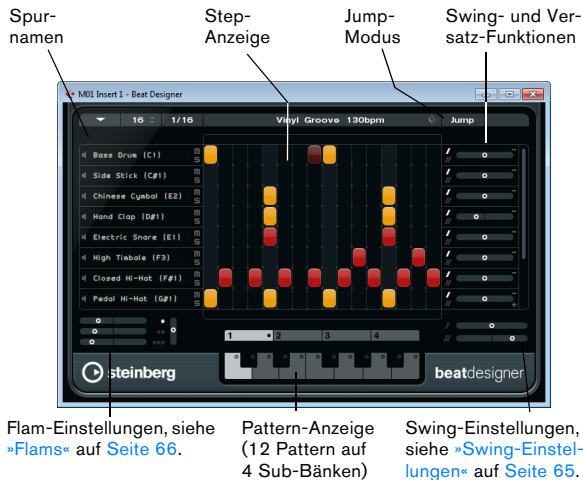 Spur-
namen
Step-
Anzeige
Jump-
Modus
Swing- und Ver-
satz-Funktionen
M01 Insert 1 - Beat Designer
16
1/16
Vinyl Groove 130bpm
Jump
Bass Drum (C1)
M
S
Side Stick (C#1)
M
S
Chinese Cymbal (E2)
M
S
Hand Clap (D#1)
M
S
Electric Snare (E1)
M
S
High Timbale (F3)
M
S
Closed Hi-Hat (F#1)
M
S
Pedal Hi-Hat (G#1)
M
S
1
2
3
4
steinberg
beatdesigner
Flam-Einstellungen, siehe
»Flams« auf Seite 66.
Pattern-Anzeige
(12 Pattern auf
4 Sub-Bänken)
Swing-Einstellungen,
siehe »Swing-Einstel-
lungen« auf Seite 65.